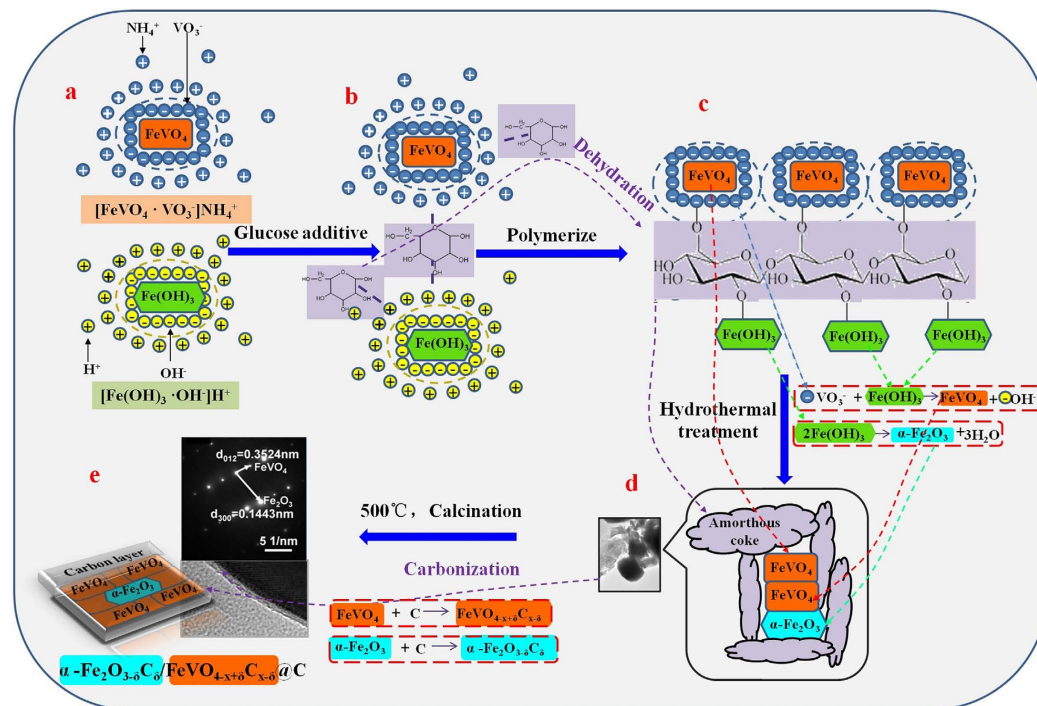 NH₄⁺ VO₃⁻
a
FeVO₄
[FeVO₄ · VO₃⁻]NH₄⁺
Fe(OH)₃
H⁺
OH⁻
[Fe(OH)₃ ·OH⁻]H⁺
Glucose additive
b
FeVO₄
Fe(OH)₃
Polymerize
Dehydration
c
FeVO₄ FeVO₄ FeVO₄
Fe(OH)₃ Fe(OH)₃ Fe(OH)₃
Hydrothermal
treatment
VO₃⁻ + Fe(OH)₃ → FeVO₄ + OH⁻
2Fe(OH)₃ → α-Fe₂O₃ +3H₂O
d
Amorthous
coke
FeVO₄
FeVO₄
α-Fe₂O₃
500℃, Calcination
Carbonization
FeVO₄ + C → FeVO₄₋ₓ₊δCₓ₋δ
α-Fe₂O₃ + C → α-Fe₂O₃₋δCδ
e
d₀₁₂=0.3524nm
FeVO₄
Fe₂O₃
d₃₀₀=0.1443nm
5 1/nm
Carbon layer
FeVO₄ FeVO₄
α-Fe₂O₃
FeVO₄ FeVO₄
α-Fe₂O₃₋δCδ/FeVO₄₋ₓ₊δCₓ₋δ@C